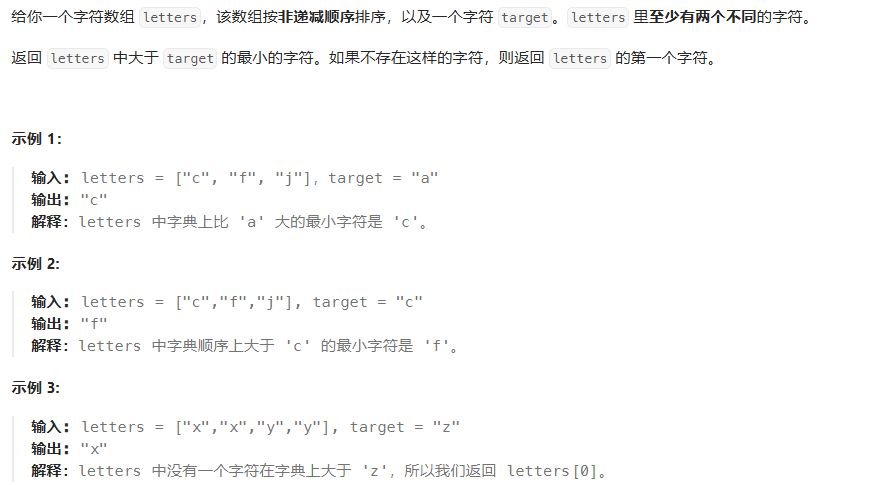 给你一个字符数组 letters，该数组按非递减顺序排序，以及一个字符 target。letters 里至少有两个不同的字符。
返回 letters 中大于 target 的最小的字符。如果不存在这样的字符，则返回 letters 的第一个字符。
示例 1：
输入: letters = ["c", "f", "j"]，target = "a"
输出: "c"
解释：letters 中字典上比 'a' 大的最小字符是 'c'。
示例 2:
输入: letters = ["c","f","j"], target = "c"
输出: "f"
解释：letters 中字典顺序上大于 'c' 的最小字符是 'f'。
示例 3:
输入: letters = ["x","x","y","y"], target = "z"
输出: "x"
解释：letters 中没有一个字符在字典上大于 'z'，所以我们返回 letters[0]。